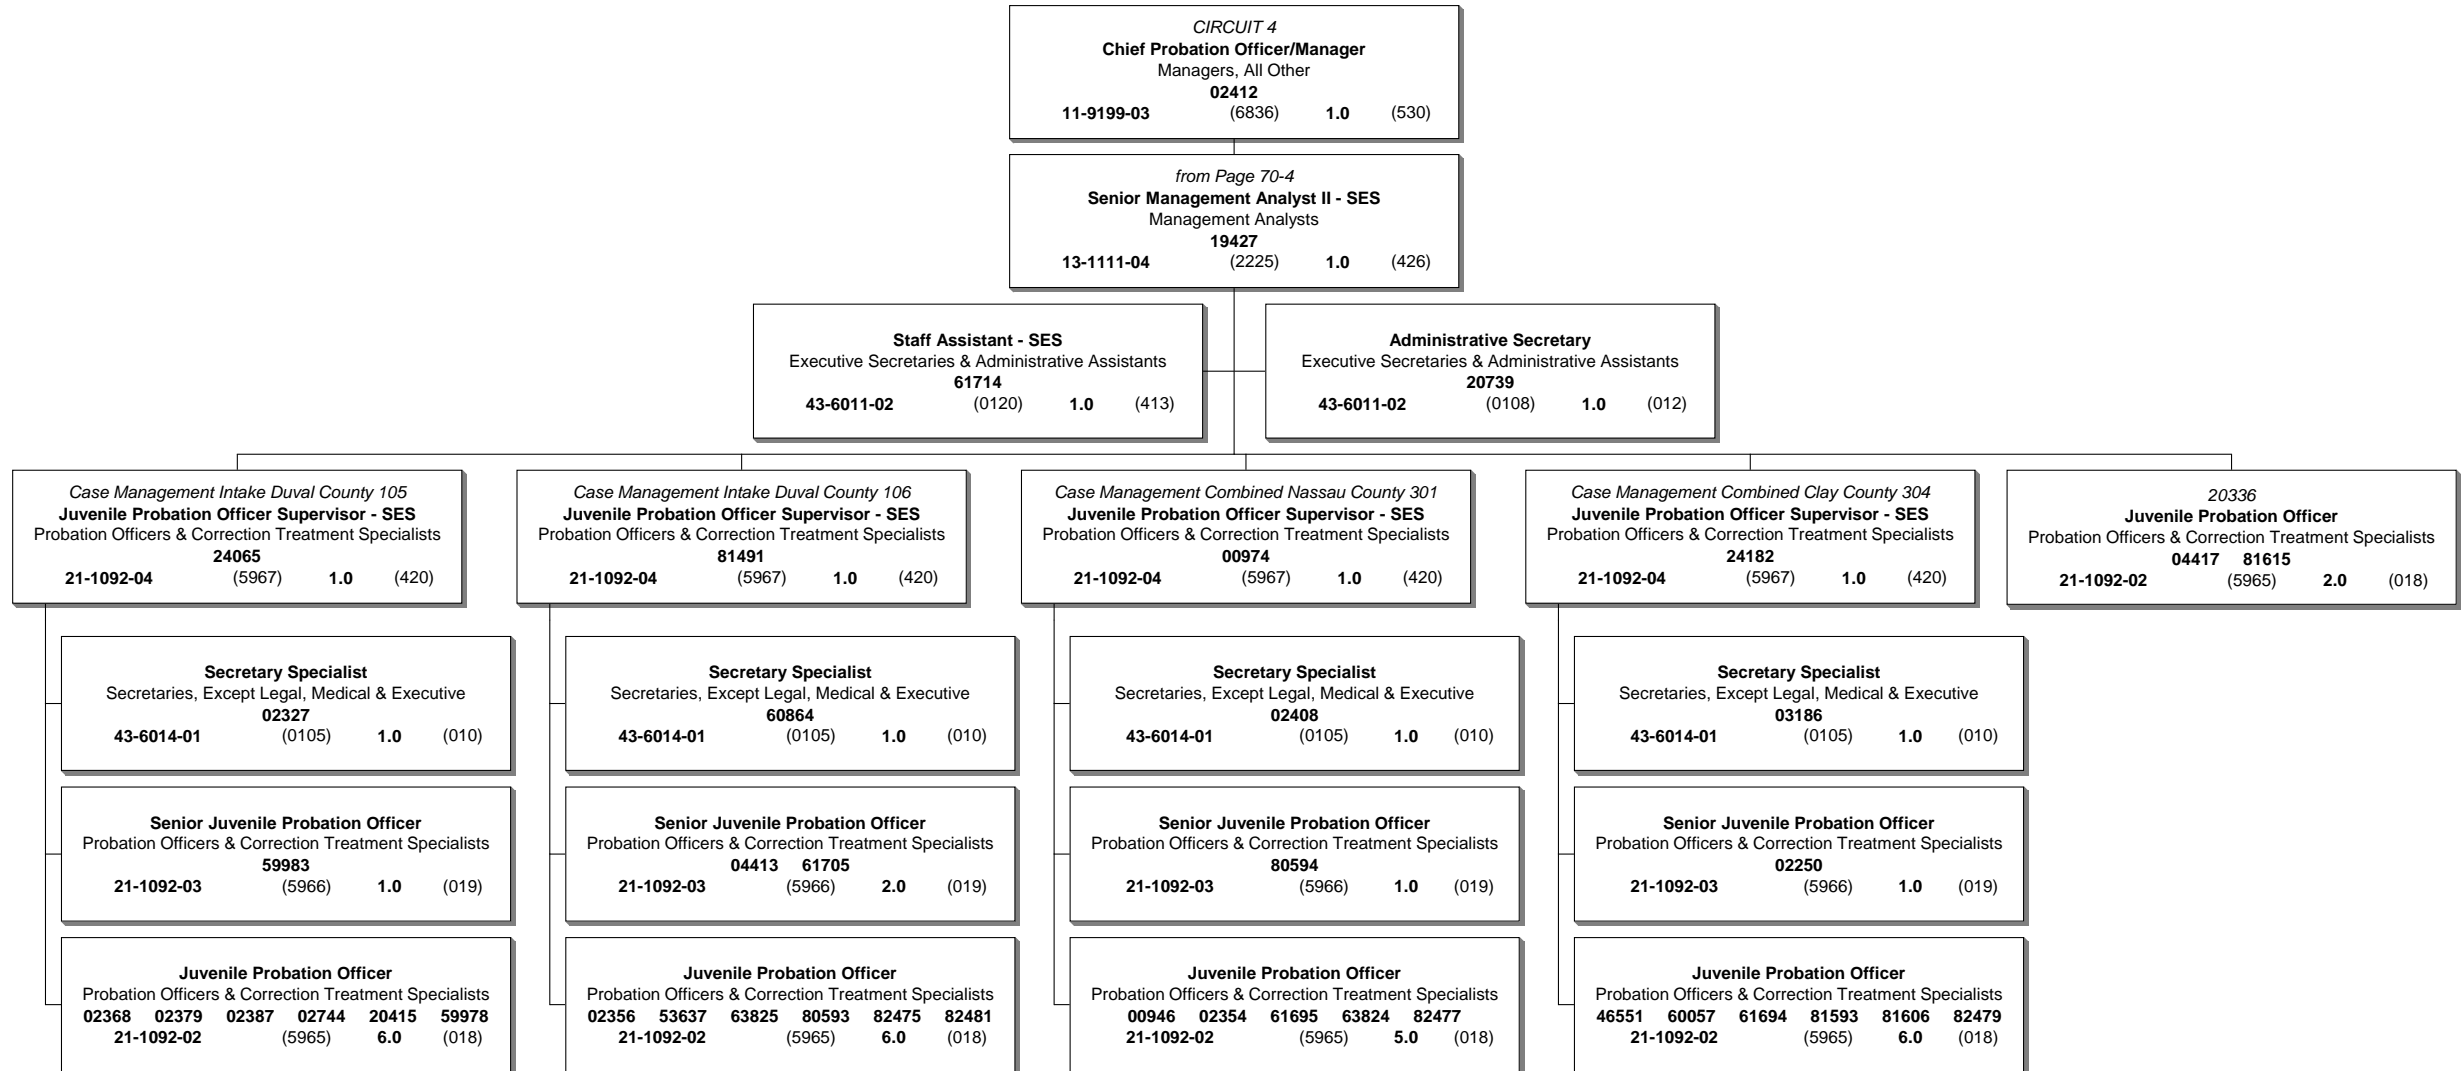 CIRCUIT 4
Chief Probation Officer/Manager
Managers, All Other
02412
11-9199-03 (6836) 1.0 (530)
from Page 70-4
Senior Management Analyst II - SES
Management Analysts
19427
13-1111-04 (2225) 1.0 (426)
Staff Assistant - SES
Executive Secretaries & Administrative Assistants
61714
43-6011-02 (0120) 1.0 (413)
Administrative Secretary
Executive Secretaries & Administrative Assistants
20739
43-6011-02 (0108) 1.0 (012)
Case Management Intake Duval County 105
Juvenile Probation Officer Supervisor - SES
Probation Officers & Correction Treatment Specialists
24065
21-1092-04 (5967) 1.0 (420)
Secretary Specialist
Secretaries, Except Legal, Medical & Executive
02327
43-6014-01 (0105) 1.0 (010)
Senior Juvenile Probation Officer
Probation Officers & Correction Treatment Specialists
59983
21-1092-03 (5966) 1.0 (019)
Juvenile Probation Officer
Probation Officers & Correction Treatment Specialists
02368 02379 02387 02744 20415 59978
21-1092-02 (5965) 6.0 (018)
Case Management Intake Duval County 106
Juvenile Probation Officer Supervisor - SES
Probation Officers & Correction Treatment Specialists
81491
21-1092-04 (5967) 1.0 (420)
Secretary Specialist
Secretaries, Except Legal, Medical & Executive
60864
43-6014-01 (0105) 1.0 (010)
Senior Juvenile Probation Officer
Probation Officers & Correction Treatment Specialists
04413 61705
21-1092-03 (5966) 2.0 (019)
Juvenile Probation Officer
Probation Officers & Correction Treatment Specialists
02356 53637 63825 80593 82475 82481
21-1092-02 (5965) 6.0 (018)
Case Management Combined Nassau County 301
Juvenile Probation Officer Supervisor - SES
Probation Officers & Correction Treatment Specialists
00974
21-1092-04 (5967) 1.0 (420)
Secretary Specialist
Secretaries, Except Legal, Medical & Executive
02408
43-6014-01 (0105) 1.0 (010)
Senior Juvenile Probation Officer
Probation Officers & Correction Treatment Specialists
80594
21-1092-03 (5966) 1.0 (019)
Juvenile Probation Officer
Probation Officers & Correction Treatment Specialists
00946 02354 61695 63824 82477
21-1092-02 (5965) 5.0 (018)
Case Management Combined Clay County 304
Juvenile Probation Officer Supervisor - SES
Probation Officers & Correction Treatment Specialists
24182
21-1092-04 (5967) 1.0 (420)
Secretary Specialist
Secretaries, Except Legal, Medical & Executive
03186
43-6014-01 (0105) 1.0 (010)
Senior Juvenile Probation Officer
Probation Officers & Correction Treatment Specialists
02250
21-1092-03 (5966) 1.0 (019)
Juvenile Probation Officer
Probation Officers & Correction Treatment Specialists
46551 60057 61694 81593 81606 82479
21-1092-02 (5965) 6.0 (018)
20336
Juvenile Probation Officer
Probation Officers & Correction Treatment Specialists
04417 81615
21-1092-02 (5965) 2.0 (018)